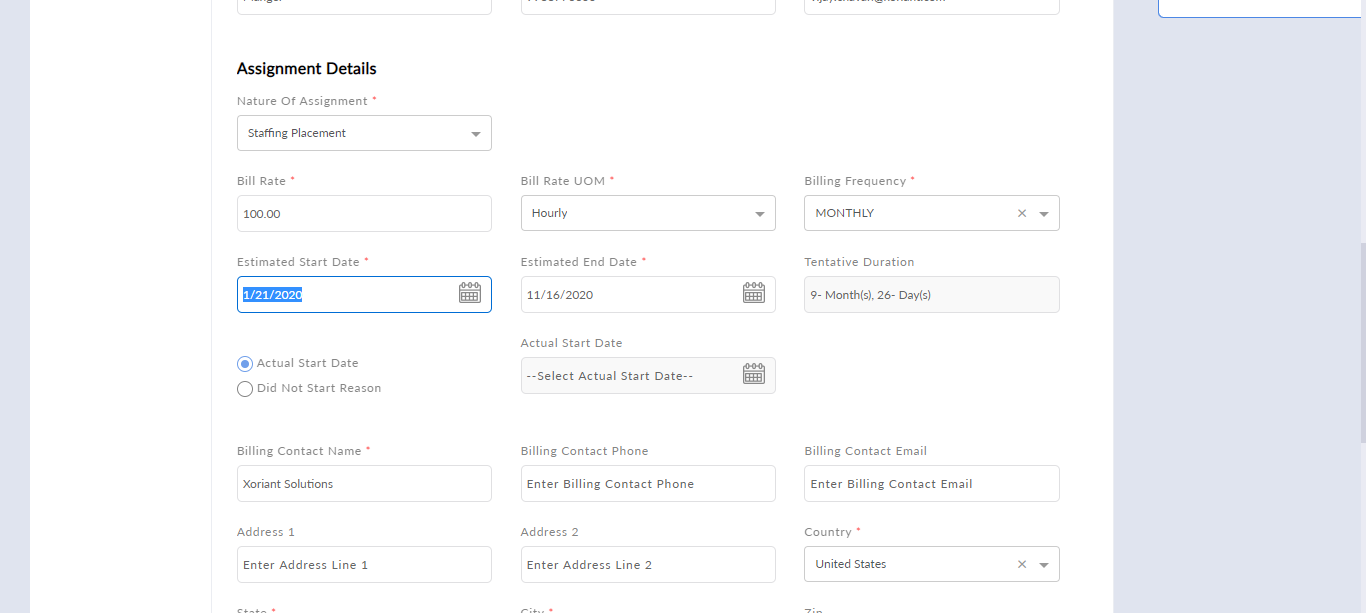 Assignment Details
Nature Of Assignment *
Staffing Placement
Bill Rate * Bill Rate UOM * Billing Frequency *
100.00 Hourly MONTHLY
Estimated Start Date * Estimated End Date * Tentative Duration
1/21/2020 11/16/2020 9- Month(s), 26- Day(s)
Actual Start Date
Actual Start Date
--Select Actual Start Date--
Did Not Start Reason
Billing Contact Name * Billing Contact Phone Billing Contact Email
Xoriant Solutions Enter Billing Contact Phone Enter Billing Contact Email
Address 1 Address 2 Country *
Enter Address Line 1 Enter Address Line 2 United States
State * City * Zip